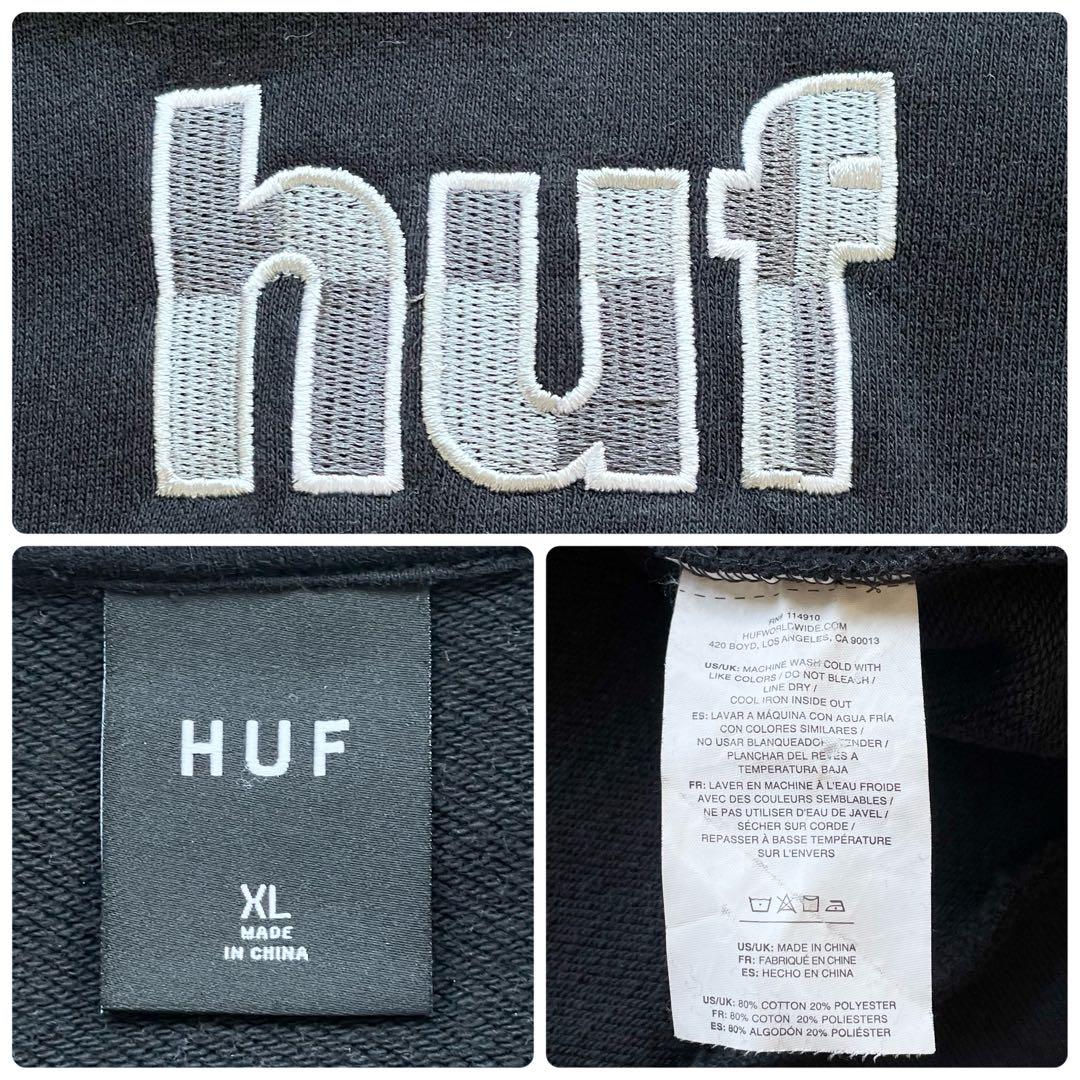 huf
HUF
XL
MADE
IN CHINA
RN# 114910
HUFWORLDWIDE.COM
420 BOYD, LOS ANGELES, CA 90013
US/UK: MACHINE WASH COLD WITH
LIKE COLORS / DO NOT BLEACH /
LINE DRY /
COOL IRON INSIDE OUT
ES: LAVAR A MÁQUINA CON AGUA FRÍA
CON COLORES SIMILARES /
NO USAR BLANQUEADOR / TENDER /
PLANCHAR DEL REVÉS A
TEMPERATURA BAJA
FR: LAVER EN MACHINE À L'EAU FROIDE
AVEC DES COULEURS SEMBLABLES /
NE PAS UTILISER D'EAU DE JAVEL /
SÉCHER SUR CORDE /
REPASSER À BASSE TEMPÉRATURE
SUR L'ENVERS
US/UK: MADE IN CHINA
FR: FABRIQUÉ EN CHINE
ES: HECHO EN CHINA
US/UK: 80% COTTON 20% POLYESTER
FR: 80% COTON 20% POLIESTERS
ES: 80% ALGODÓN 20% POLIÉSTER